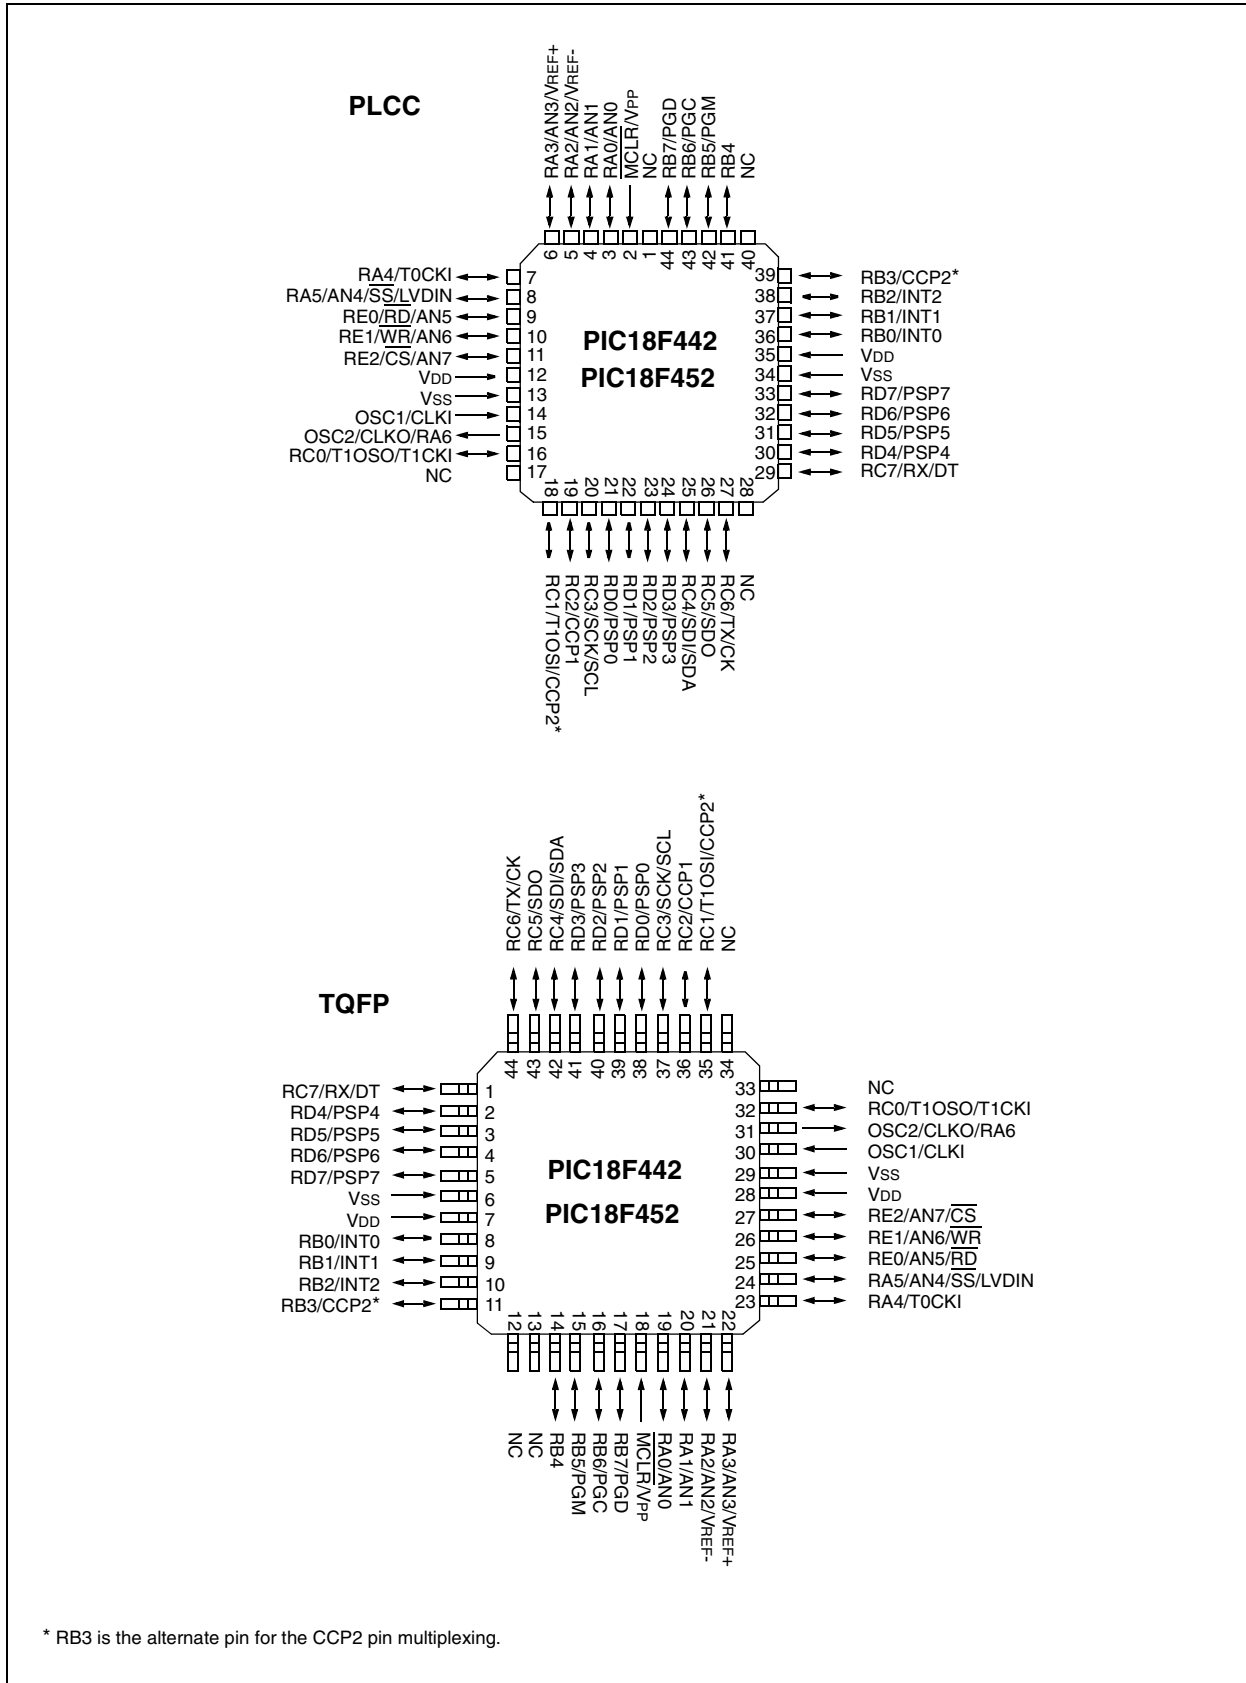 PLCC
RA3/AN3/VREF+
RA2/AN2/VREF-
RA1/AN1
RA0/AN0
MCLR/VPP
NC
RB7/PGD
RB6/PGC
RB5/PGM
RB4
NC
6 5 4 3 2 1 44 43 42 41 40
RA4/T0CKI 7
RA5/AN4/SS/LVDIN 8
RE0/RD/AN5 9
RE1/WR/AN6 10
RE2/CS/AN7 11
VDD 12
VSS 13
OSC1/CLKI 14
OSC2/CLKO/RA6 15
RC0/T1OSO/T1CKI 16
NC 17
PIC18F442
PIC18F452
39 RB3/CCP2*
38 RB2/INT2
37 RB1/INT1
36 RB0/INT0
35 VDD
34 VSS
33 RD7/PSP7
32 RD6/PSP6
31 RD5/PSP5
30 RD4/PSP4
29 RC7/RX/DT
18 19 20 21 22 23 24 25 26 27 28
RC1/T1OSI/CCP2*
RC2/CCP1
RC3/SCK/SCL
RD0/PSP0
RD1/PSP1
RD2/PSP2
RD3/PSP3
RC4/SDI/SDA
RC5/SDO
RC6/TX/CK
NC
TQFP
RC6/TX/CK
RC5/SDO
RC4/SDI/SDA
RD3/PSP3
RD2/PSP2
RD1/PSP1
RD0/PSP0
RC3/SCK/SCL
RC2/CCP1
RC1/T1OSI/CCP2*
NC
44 43 42 41 40 39 38 37 36 35 34
RC7/RX/DT 1
RD4/PSP4 2
RD5/PSP5 3
RD6/PSP6 4
RD7/PSP7 5
VSS 6
VDD 7
RB0/INT0 8
RB1/INT1 9
RB2/INT2 10
RB3/CCP2* 11
PIC18F442
PIC18F452
33 NC
32 RC0/T1OSO/T1CKI
31 OSC2/CLKO/RA6
30 OSC1/CLKI
29 VSS
28 VDD
27 RE2/AN7/CS
26 RE1/AN6/WR
25 RE0/AN5/RD
24 RA5/AN4/SS/LVDIN
23 RA4/T0CKI
12 13 14 15 16 17 18 19 20 21 22
NC
NC
RB4
RB5/PGM
RB6/PGC
RB7/PGD
MCLR/VPP
RA0/AN0
RA1/AN1
RA2/AN2/VREF-
RA3/AN3/VREF+
* RB3 is the alternate pin for the CCP2 pin multiplexing.